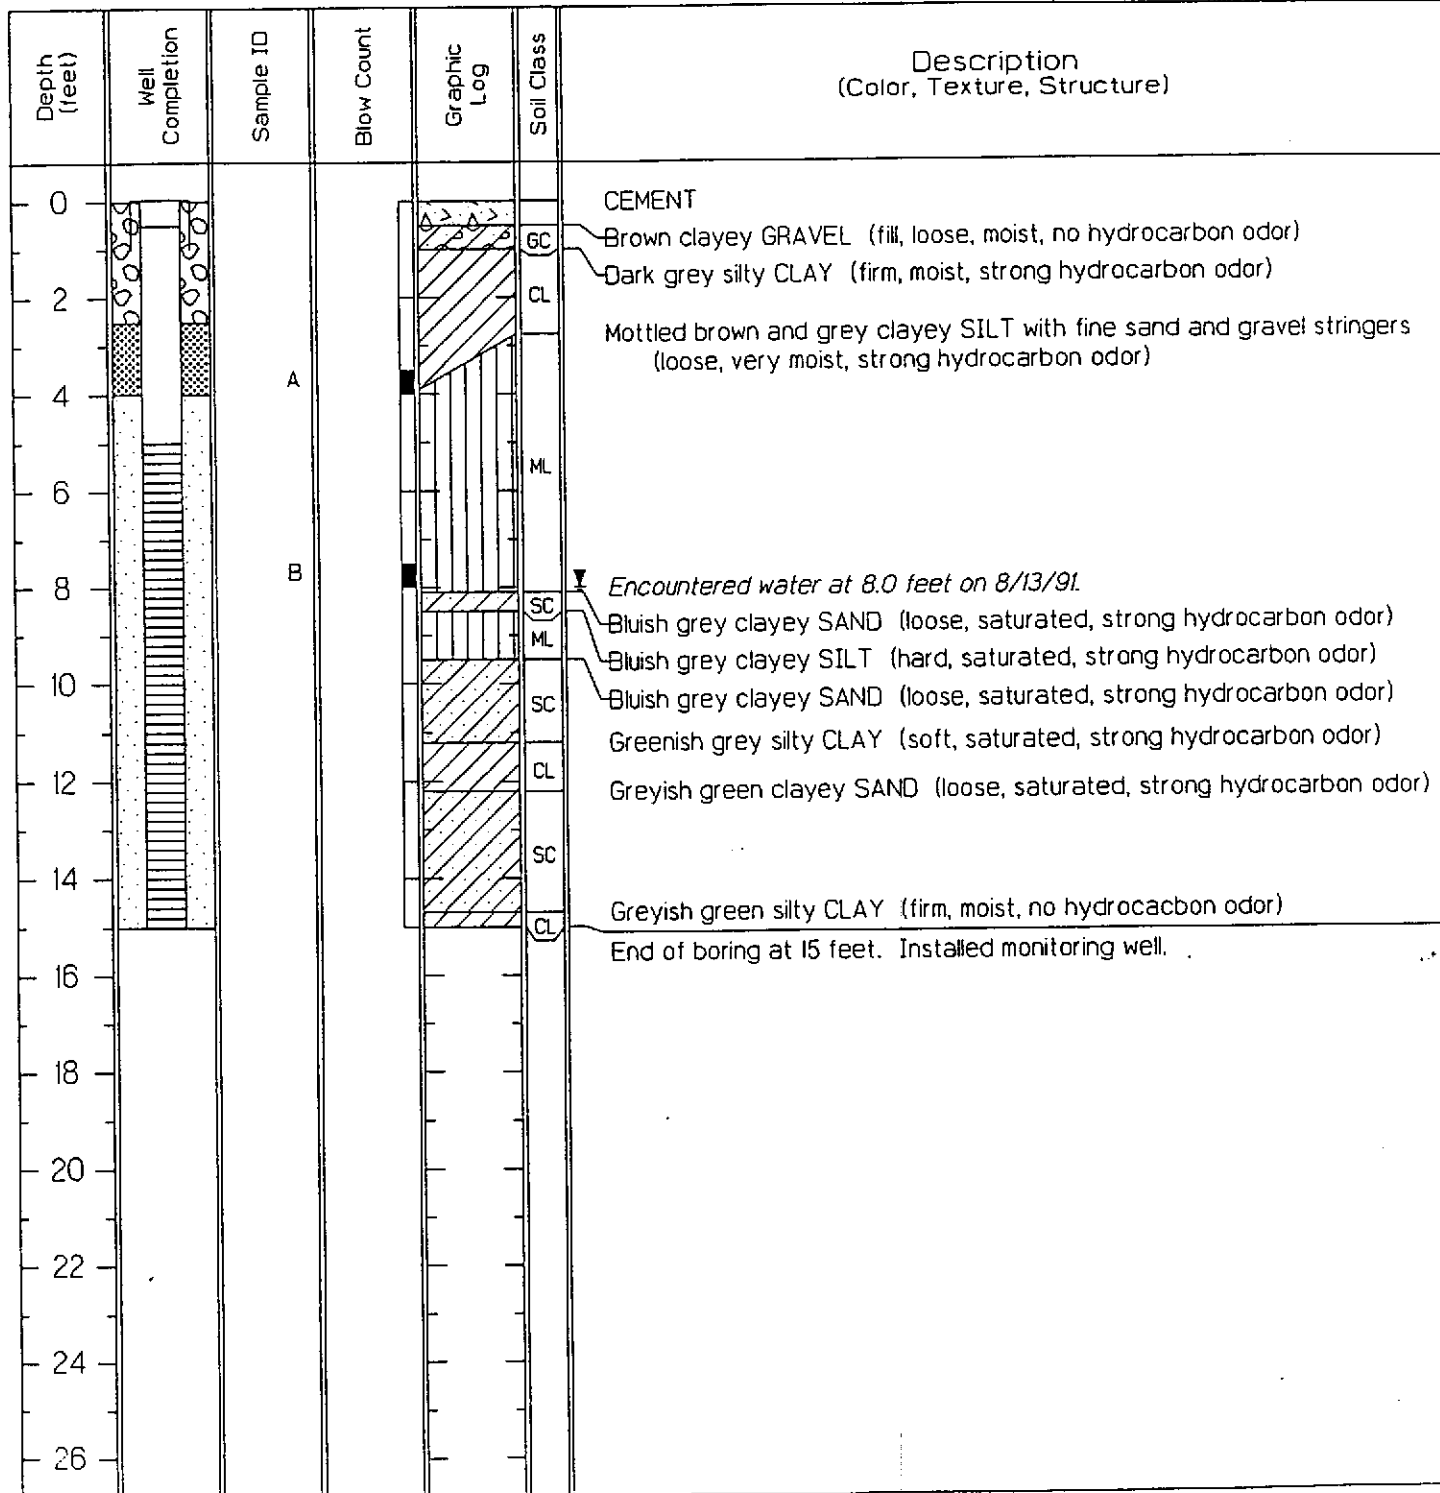 Depth
(feet)
Well
Completion
Sample ID
Blow Count
Graphic
Log
Soil Class
Description
(Color, Texture, Structure)
0
2
4
6
8
10
12
14
16
18
20
22
24
26
A
B
GC
CL
ML
SC
ML
SC
CL
SC
CL
CEMENT
Brown clayey GRAVEL (fill, loose, moist, no hydrocarbon odor)
Dark grey silty CLAY (firm, moist, strong hydrocarbon odor)
Mottled brown and grey clayey SILT with fine sand and gravel stringers
(loose, very moist, strong hydrocarbon odor)
Encountered water at 8.0 feet on 8/13/91.
Bluish grey clayey SAND (loose, saturated, strong hydrocarbon odor)
Bluish grey clayey SILT (hard, saturated, strong hydrocarbon odor)
Bluish grey clayey SAND (loose, saturated, strong hydrocarbon odor)
Greenish grey silty CLAY (soft, saturated, strong hydrocarbon odor)
Greyish green clayey SAND (loose, saturated, strong hydrocarbon odor)
Greyish green silty CLAY (firm, moist, no hydrocacbon odor)
End of boring at 15 feet. Installed monitoring well.